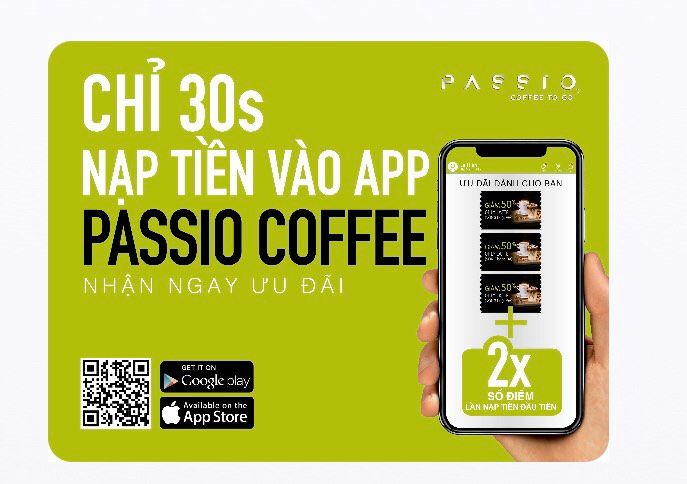 CHỈ 30s
NẠP TIỀN VÀO APP
PASSIO COFFEE
NHẬN NGAY ƯU ĐÃI
PASSIO
COFFEE TO GO
ƯU ĐÃI DÀNH CHO BẠN
GIẢM 50%
GIẢM 50%
GIẢM 50%
+
2x
SỐ ĐIỂM
LẦN NẠP TIỀN ĐẦU TIÊN
GET IT ON
Google play
Available on the
App Store